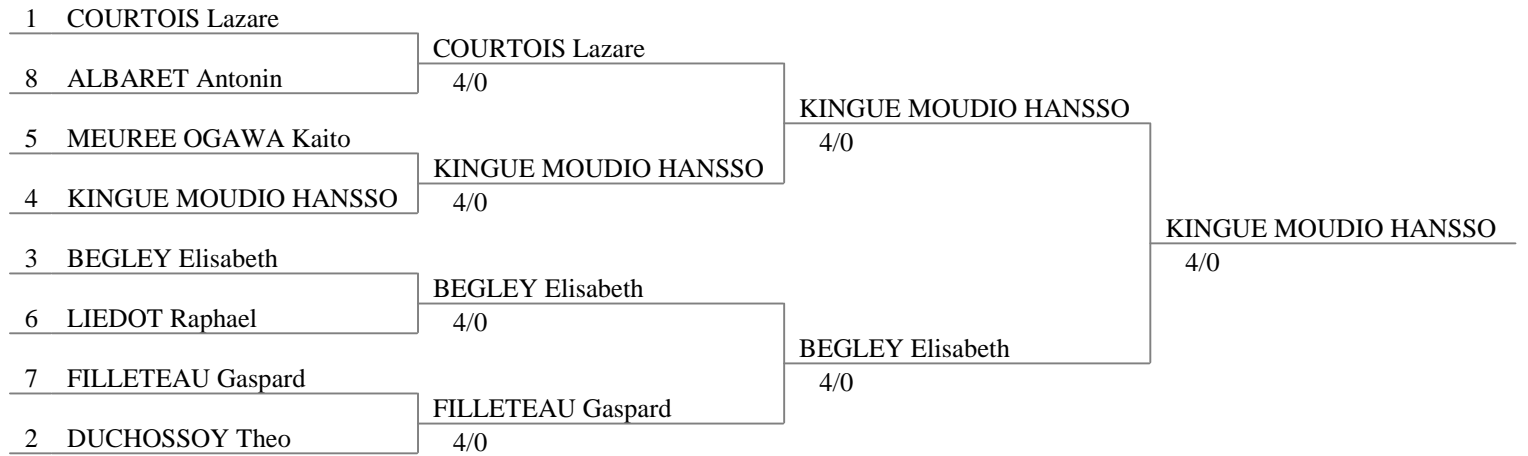 1 COURTOIS Lazare
COURTOIS Lazare
8 ALBARET Antonin
4/0
KINGUE MOUDIO HANSSO
5 MEUREE OGAWA Kaito
4/0
KINGUE MOUDIO HANSSO
4 KINGUE MOUDIO HANSSO
4/0
KINGUE MOUDIO HANSSO
3 BEGLEY Elisabeth
4/0
BEGLEY Elisabeth
6 LIEDOT Raphael
4/0
BEGLEY Elisabeth
7 FILLETEAU Gaspard
4/0
FILLETEAU Gaspard
2 DUCHOSSOY Theo
4/0